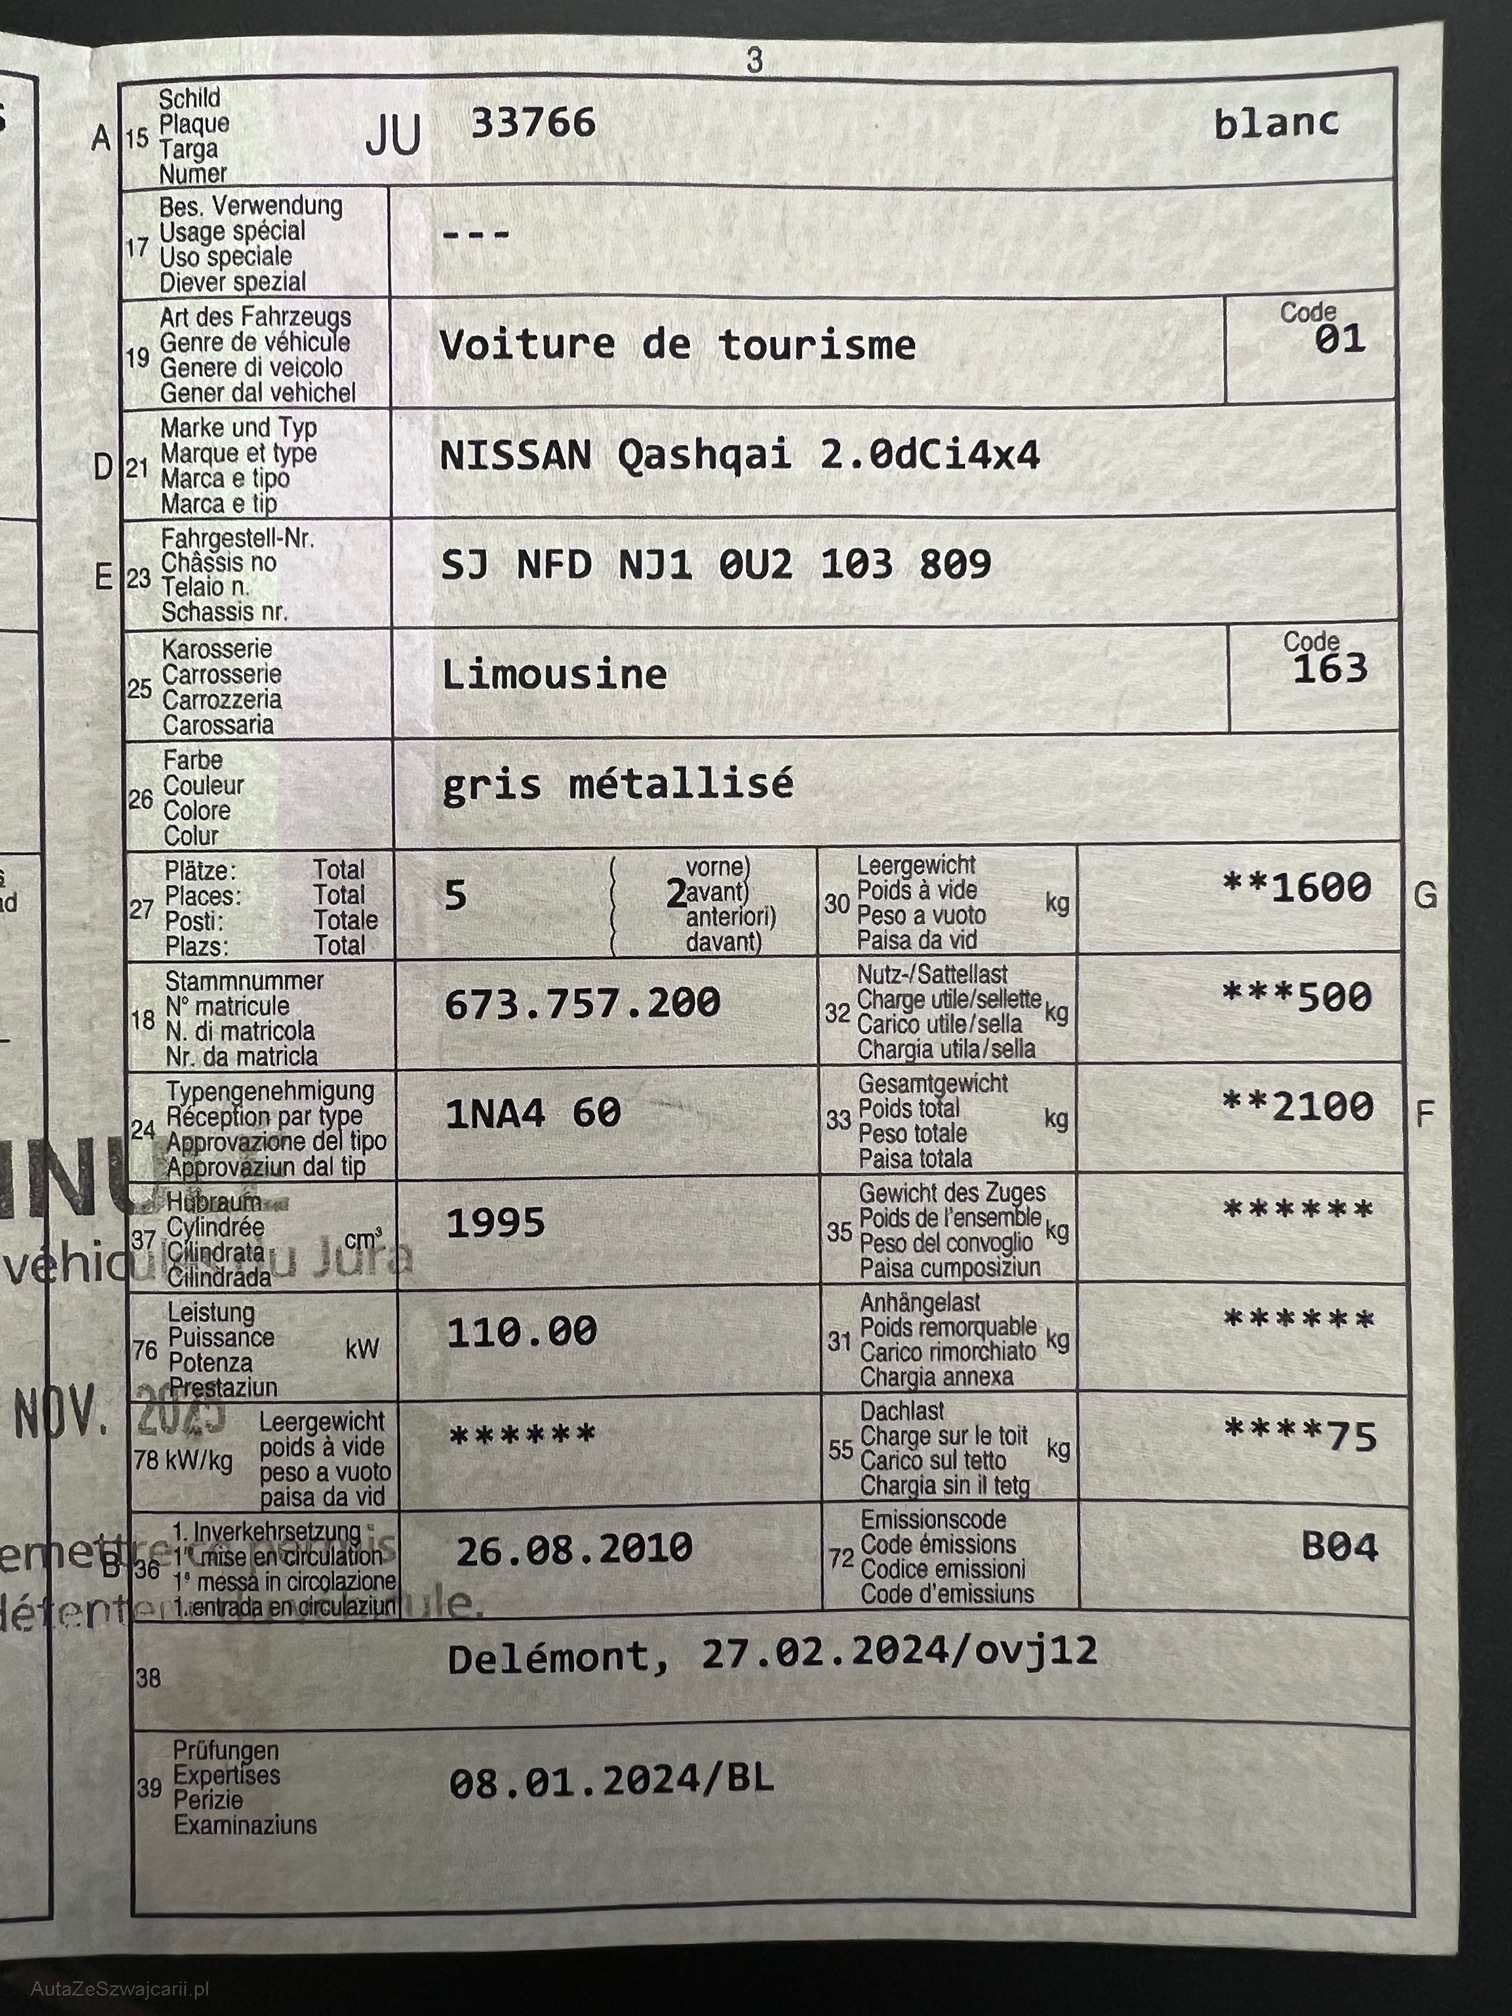 3
A 15 Schild
Plaque
Targa
Numer
JU 33766 blanc
17 Bes. Verwendung
Usage spécial
Uso speciale
Diever spezial
---
19 Art des Fahrzeugs
Genre de véhicule
Genere di veicolo
Gener dal vehichel
Voiture de tourisme
Code
01
D 21 Marke und Typ
Marque et type
Marca e tipo
Marca e tip
NISSAN Qashqai 2.0dCi4x4
E 23 Fahrgestell-Nr.
Châssis no
Telaio n.
Schassis nr.
SJ NFD NJ1 0U2 103 809
25 Karosserie
Carrosserie
Carrozzeria
Carossaria
Limousine
Code
163
26 Farbe
Couleur
Colore
Colur
gris métallisé
27 Plätze: Total
Places: Total
Posti: Totale
Plazs: Total
5 ( 2 vorne)
avant)
anteriori)
davant)
30 Leergewicht
Poids à vide kg
Peso a vuoto
Paisa da vid
**1600 G
18 Stammnummer
N° matricule
N. di matricola
Nr. da matricla
673.757.200
32 Nutz-/Sattellast
Charge utile/sellette kg
Carico utile/sella
Chargia utila/sella
***500
24 Typengenehmigung
Réception par type
Approvazione del tipo
Approvaziun dal tip
1NA4 60
33 Gesamtgewicht
Poids total kg
Peso totale
Paisa totala
**2100 F
37 Hubraum
Cylindrée cm³
Cilindrata
Cilindrada
1995
35 Gewicht des Zuges
Poids de l'ensemble kg
Peso del convoglio
Paisa cumposiziun
******
76 Leistung
Puissance kW
Potenza
Prestaziun
110.00
31 Anhängelast
Poids remorquable kg
Carico rimorchiato
Chargia annexa
******
78 kW/kg Leergewicht
poids à vide
peso a vuoto
paisa da vid
******
55 Dachlast
Charge sur le toit kg
Carico sul tetto
Chargia sin il tetg
****75
B 36 1. Inverkehrsetzung
1re mise en circulation
1a messa in circolazione
1. entrada en circulaziun
26.08.2010
72 Emissionscode
Code émissions
Codice emissioni
Code d'emissiuns
B04
38 Delémont, 27.02.2024/ovj12
39 Prüfungen
Expertises
Perizie
Examinaziuns
08.01.2024/BL
véhicules du Jura
NOV. 2025
ce permis
AutaZeSzwajcarii.pl